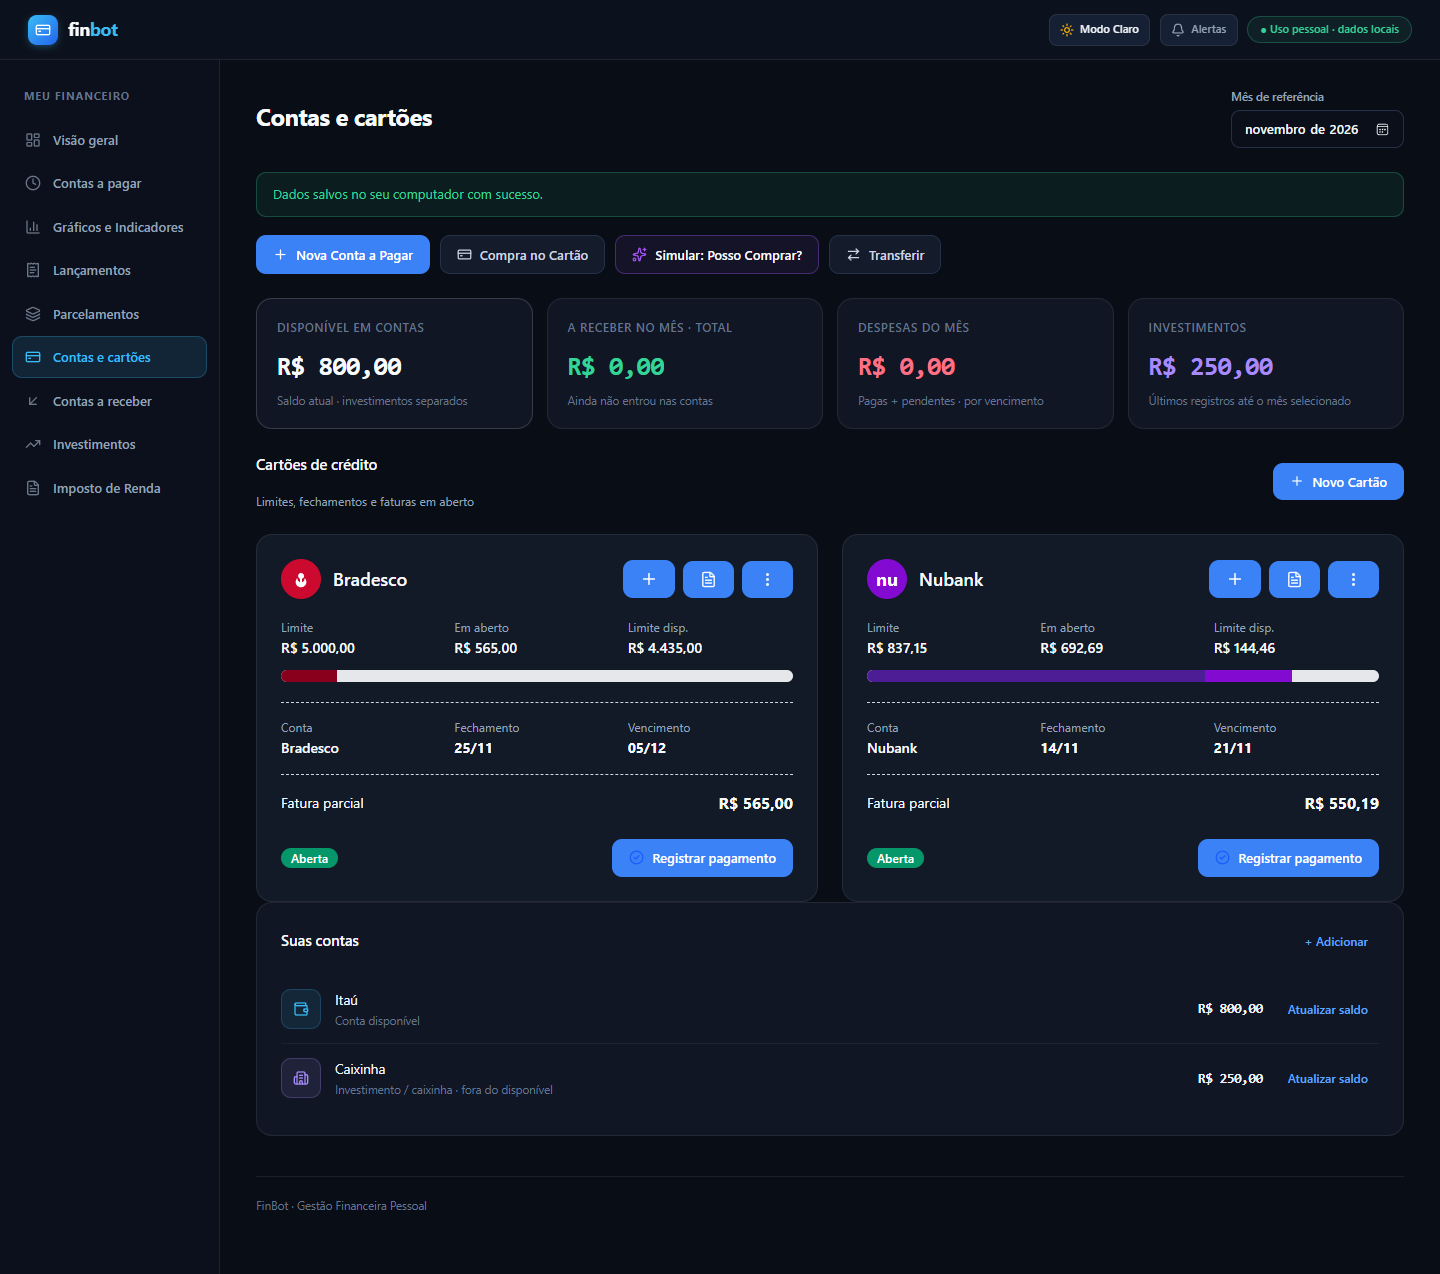 finbot
Modo Claro
Alertas
Uso pessoal · dados locais
MEU FINANCEIRO
Visão geral
Contas a pagar
Gráficos e Indicadores
Lançamentos
Parcelamentos
Contas e cartões
Contas a receber
Investimentos
Imposto de Renda
Contas e cartões
Mês de referência
novembro de 2026
Dados salvos no seu computador com sucesso.
Nova Conta a Pagar
Compra no Cartão
Simular: Posso Comprar?
Transferir
DISPONÍVEL EM CONTAS
R$ 800,00
Saldo atual · investimentos separados
A RECEBER NO MÊS · TOTAL
R$ 0,00
Ainda não entrou nas contas
DESPESAS DO MÊS
R$ 0,00
Pagas + pendentes · por vencimento
INVESTIMENTOS
R$ 250,00
Últimos registros até o mês selecionado
Cartões de crédito
Limites, fechamentos e faturas em aberto
Novo Cartão
Bradesco
Limite Em aberto Limite disp.
R$ 5.000,00 R$ 565,00 R$ 4.435,00
Conta Fechamento Vencimento
Bradesco 25/11 05/12
Fatura parcial R$ 565,00
Aberta
Registrar pagamento
nu Nubank
Limite Em aberto Limite disp.
R$ 837,15 R$ 692,69 R$ 144,46
Conta Fechamento Vencimento
Nubank 14/11 21/11
Fatura parcial R$ 550,19
Aberta
Registrar pagamento
Suas contas
+ Adicionar
Itaú
Conta disponível
R$ 800,00 Atualizar saldo
Caixinha
Investimento / caixinha · fora do disponível
R$ 250,00 Atualizar saldo
FinBot · Gestão Financeira Pessoal